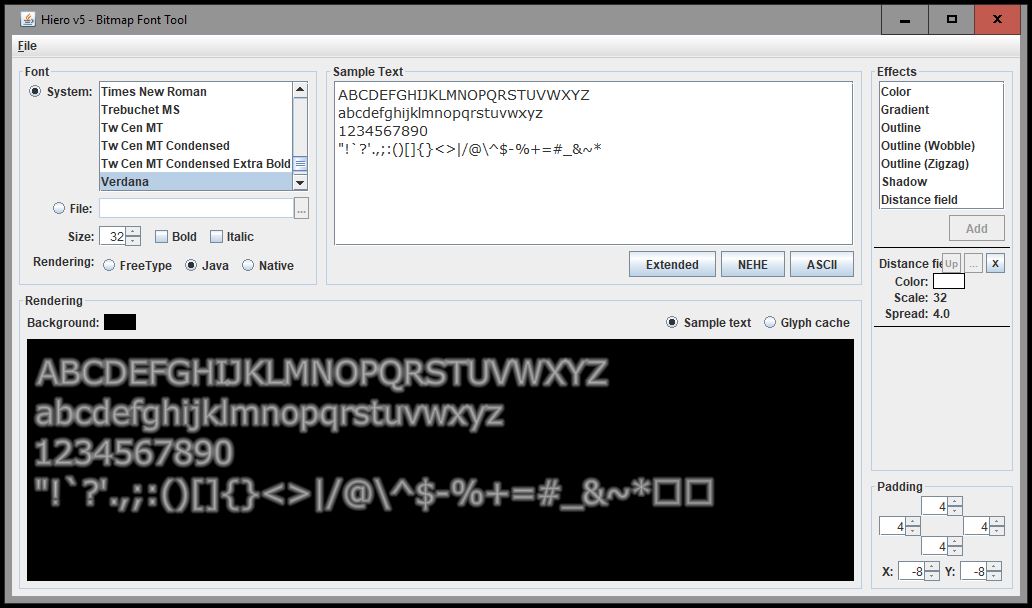 Hiero v5 - Bitmap Font Tool
File
Font
System:
Times New Roman
Trebuchet MS
Tw Cen MT
Tw Cen MT Condensed
Tw Cen MT Condensed Extra Bold
Verdana
File:
...
Size: 32 Bold Italic
Rendering: FreeType Java Native
Sample Text
ABCDEFGHIJKLMNOPQRSTUVWXYZ
abcdefghijklmnopqrstuvwxyz
1234567890
"!`?'.,;:()[]{}<>|/@\^$-%+=#_&~*
Extended NEHE ASCII
Effects
Color
Gradient
Outline
Outline (Wobble)
Outline (Zigzag)
Shadow
Distance field
Add
Distance fie Up ... X
Color:
Scale: 32
Spread: 4.0
Rendering
Background: Sample text Glyph cache
ABCDEFGHIJKLMNOPQRSTUVWXYZ
abcdefghijklmnopqrstuvwxyz
1234567890
"!`?'.,;:()[]{}<>|/@\^$-%+=#_&~*□□
Padding
4
4 4
4
X: -8 Y: -8